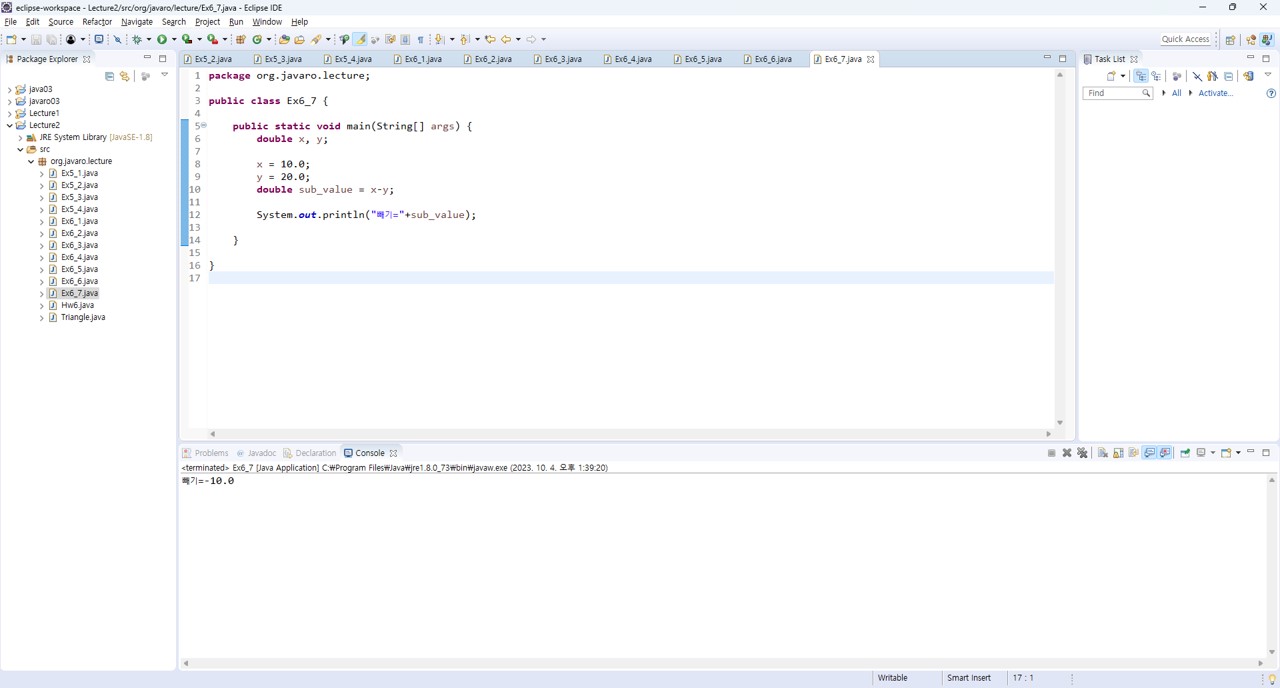 eclipse-workspace - Lecture2/src/org/javaro/lecture/Ex6_7.java - Eclipse IDE
File Edit Source Refactor Navigate Search Project Run Window Help
Quick Access
Package Explorer
java03
javaro03
Lecture1
Lecture2
JRE System Library [JavaSE-1.8]
src
org.javaro.lecture
Ex5_1.java
Ex5_2.java
Ex5_3.java
Ex5_4.java
Ex6_1.java
Ex6_2.java
Ex6_3.java
Ex6_4.java
Ex6_5.java
Ex6_6.java
Ex6_7.java
Hw6.java
Triangle.java
Ex5_2.java Ex5_3.java Ex5_4.java Ex6_1.java Ex6_2.java Ex6_3.java Ex6_4.java Ex6_5.java Ex6_6.java Ex6_7.java
1 package org.javaro.lecture;
2
3 public class Ex6_7 {
4
5 public static void main(String[] args) {
6 double x, y;
7
8 x = 10.0;
9 y = 20.0;
10 double sub_value = x-y;
11
12 System.out.println("빼기="+sub_value);
13
14 }
15
16 }
17
Task List
Find All Activate...
Problems Javadoc Declaration Console
<terminated> Ex6_7 [Java Application] C:₩Program Files₩Java₩jre1.8.0_73₩bin₩javaw.exe (2023. 10. 4. 오후 1:39:20)
빼기=-10.0
Writable Smart Insert 17 : 1